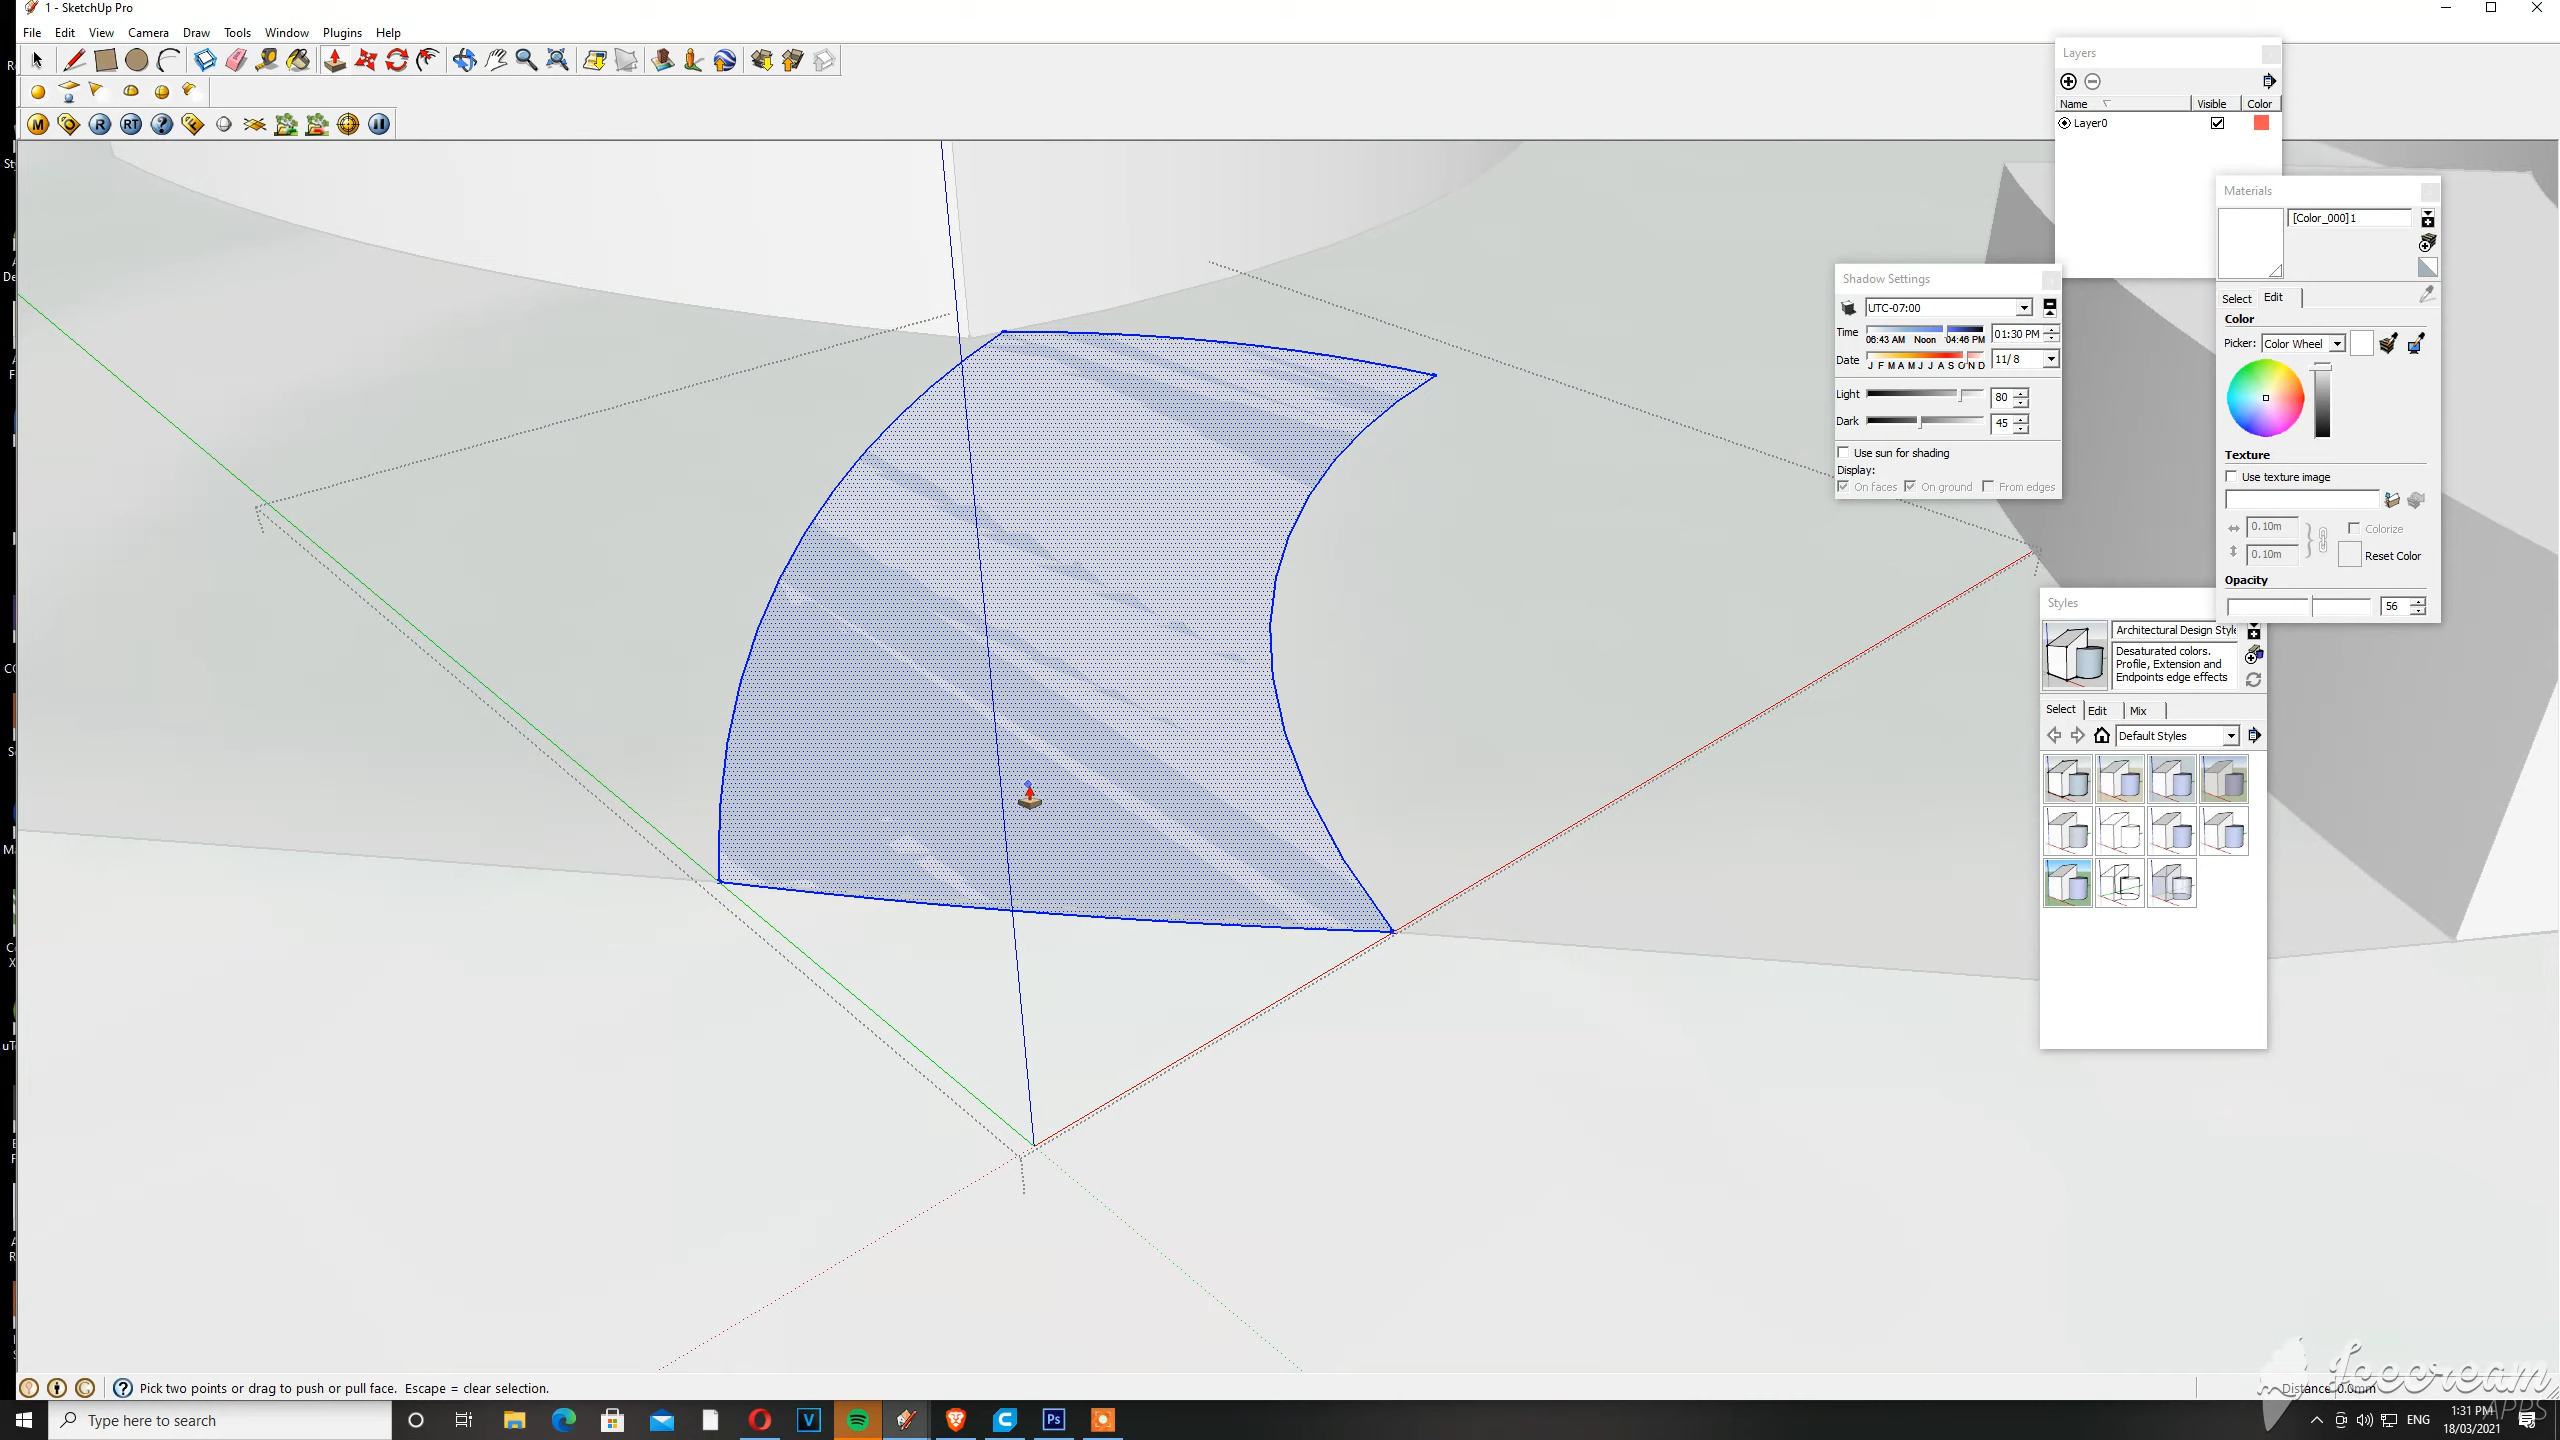 1 - SketchUp Pro
File Edit View Camera Draw Tools Plugins Window Help
M O R RT ? F
Layers
Name Visible Color
Layer0
Materials
[Color_000]1
Select Edit
Color
Picker: Color Wheel
Texture
Use texture image
0.10m
Colorize
0.10m
Reset Color
Opacity
56
Shadow Settings
UTC-07:00
Time 06:43 AM Noon 04:46 PM 01:30 PM
Date J F M A M J J A S O N D 11/ 8
Light 80
Dark 45
Use sun for shading
Display:
On faces On ground From edges
Styles
Architectural Design Style
Desaturated colors.
Profile, Extension and
Endpoints edge effects
Select Edit Mix
Default Styles
Pick two points or drag to push or pull face. Escape = clear selection.
Distance 0.0mm
Icecream
APPS
Type here to search
V
Ps
ENG
1:31 PM
18/03/2021